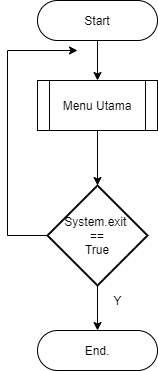 Start
Menu Utama
System.exit
==
True
Y
End.